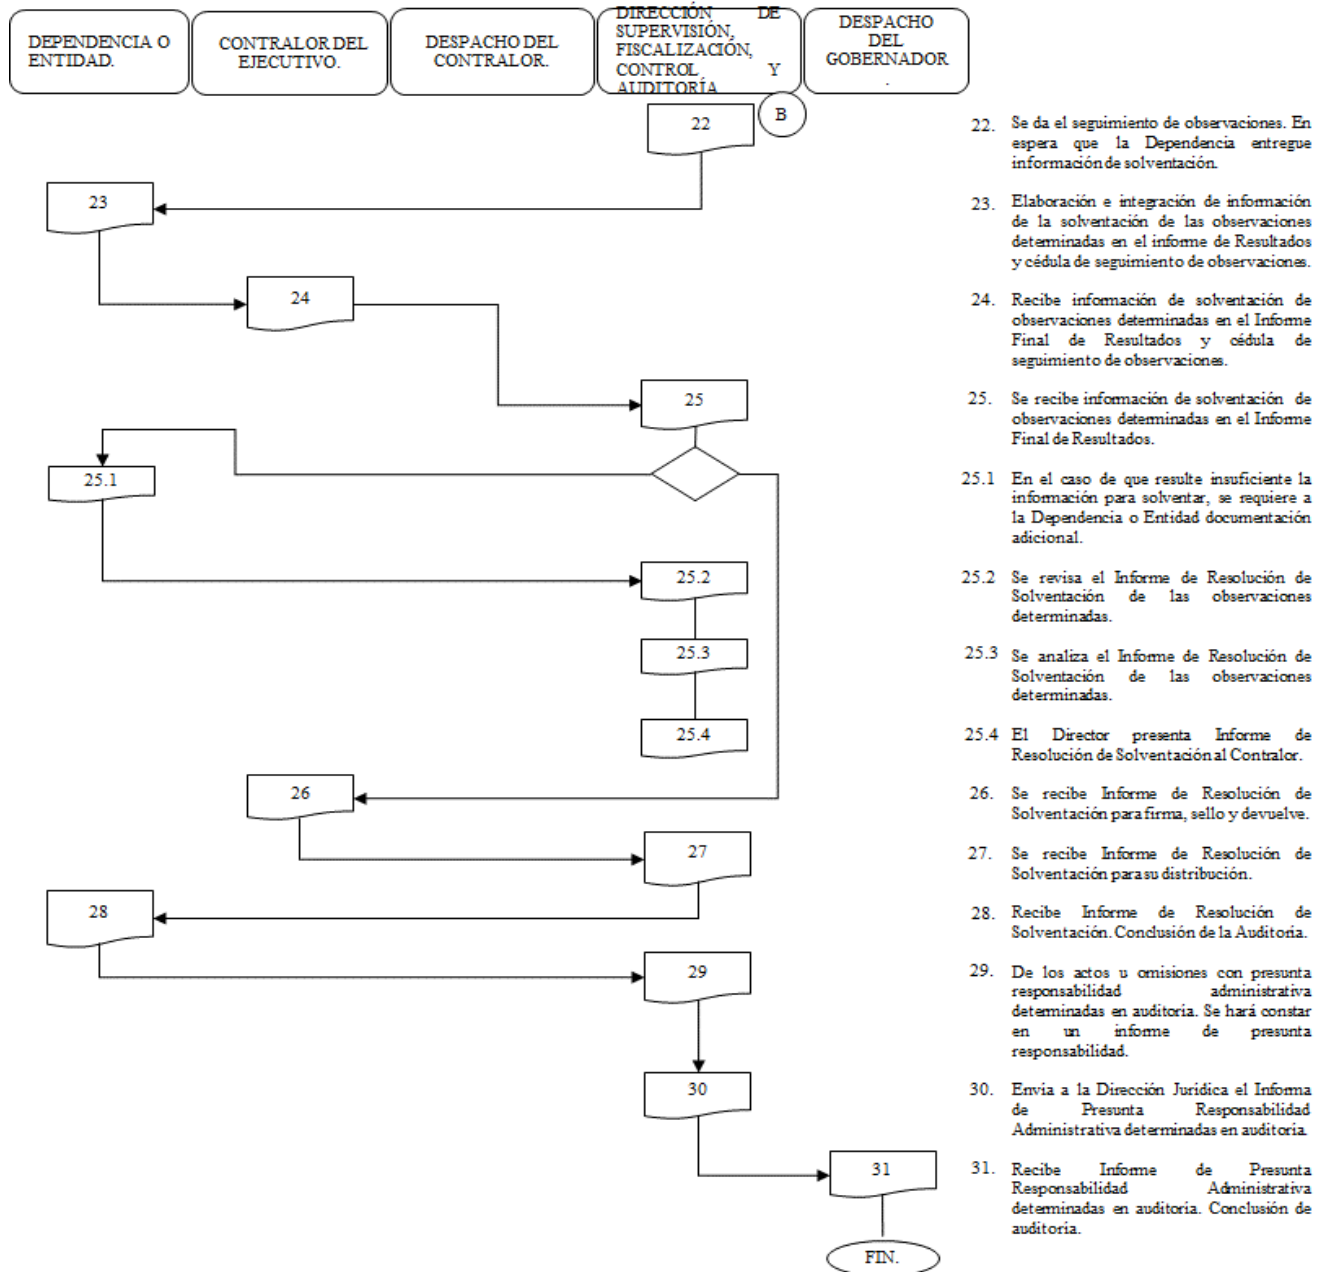 DEPENDENCIA O
ENTIDAD.
CONTRALOR DEL
EJECUTIVO.
DESPACHO DEL
CONTRALOR.
DIRECCIÓN DE
SUPERVISIÓN,
FISCALIZACIÓN,
CONTROL Y
AUDITORÍA
DESPACHO
DEL
GOBERNADOR
.
B
22
23
24
25
25.1
25.2
25.3
25.4
26
27
28
29
30
31
FIN.
22. Se da el seguimiento de observaciones. En
espera que la Dependencia entregue
información de solventación.
23. Elaboración e integración de información
de la solventación de las observaciones
determinadas en el informe de Resultados
y cédula de seguimiento de observaciones.
24. Recibe información de solventación de
observaciones determinadas en el Informe
Final de Resultados y cédula de
seguimiento de observaciones.
25. Se recibe información de solventación de
observaciones determinadas en el Informe
Final de Resultados.
25.1 En el caso de que resulte insuficiente la
información para solventar, se requiere a
la Dependencia o Entidad documentación
adicional.
25.2 Se revisa el Informe de Resolución de
Solventación de las observaciones
determinadas.
25.3 Se analiza el Informe de Resolución de
Solventación de las observaciones
determinadas.
25.4 El Director presenta Informe de
Resolución de Solventación al Contralor.
26. Se recibe Informe de Resolución de
Solventación para firma, sello y devuelve.
27. Se recibe Informe de Resolución de
Solventación para su distribución.
28. Recibe Informe de Resolución de
Solventación. Conclusión de la Auditoria.
29. De los actos u omisiones con presunta
responsabilidad administrativa
determinadas en auditoria. Se hará constar
en un informe de presunta
responsabilidad.
30. Envia a la Dirección Juridica el Informa
de Presunta Responsabilidad
Administrativa determinadas en auditoria.
31. Recibe Informe de Presunta
Responsabilidad Administrativa
determinadas en auditoria. Conclusión de
auditoria.